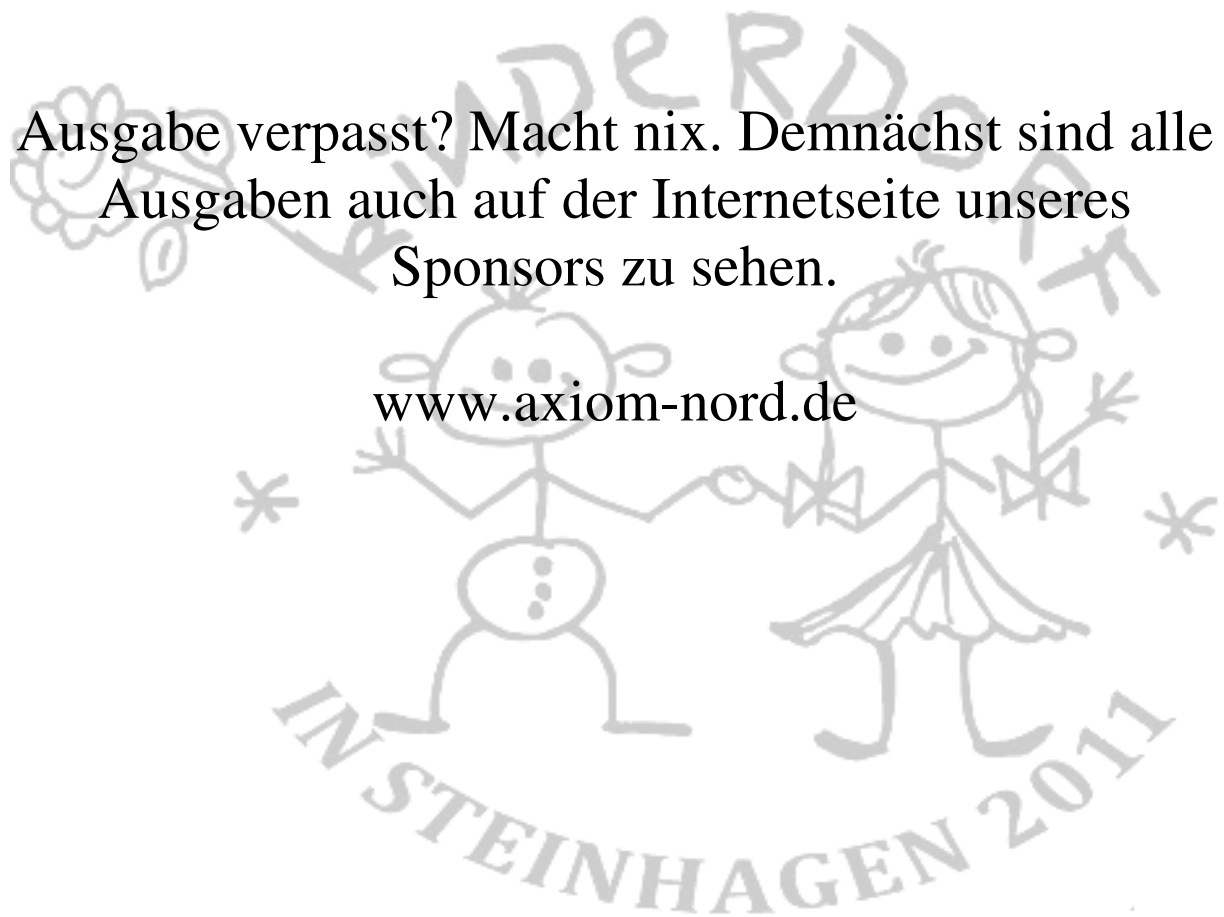 KiNDeRDoRF
Ausgabe verpasst? Macht nix. Demnächst sind alle
Ausgaben auch auf der Internetseite unseres
Sponsors zu sehen.
www.axiom-nord.de
IN STEINHAGEN 2011